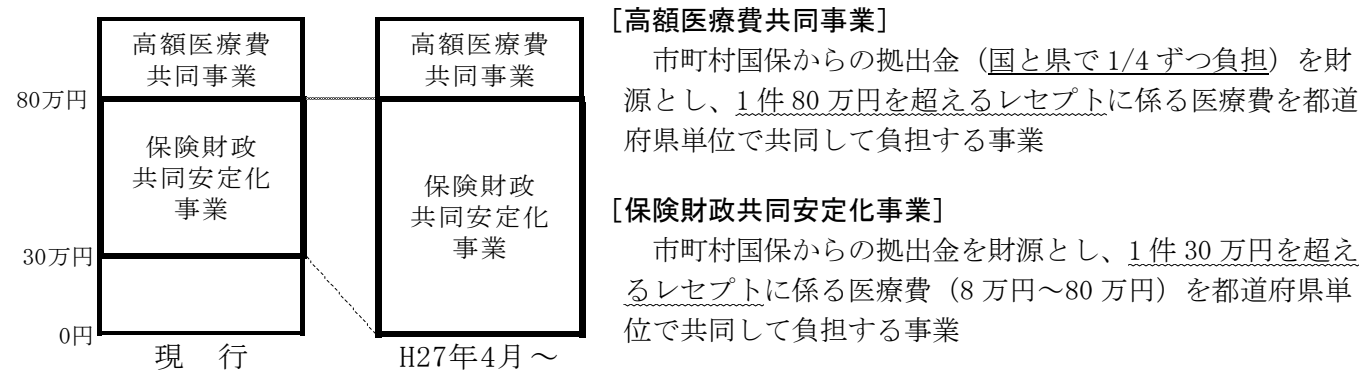 高額医療費
共同事業
80万円
保険財政
共同安定化
事業
30万円
0円
現 行
高額医療費
共同事業
保険財政
共同安定化
事業
H27年4月～
[高額医療費共同事業]
市町村国保からの拠出金（国と県で 1/4 ずつ負担）を財
源とし、1 件 80 万円を超えるレセプトに係る医療費を都道
府県単位で共同して負担する事業
[保険財政共同安定化事業]
市町村国保からの拠出金を財源とし、1 件 30 万円を超え
るレセプトに係る医療費（8 万円～80 万円）を都道府県単
位で共同して負担する事業